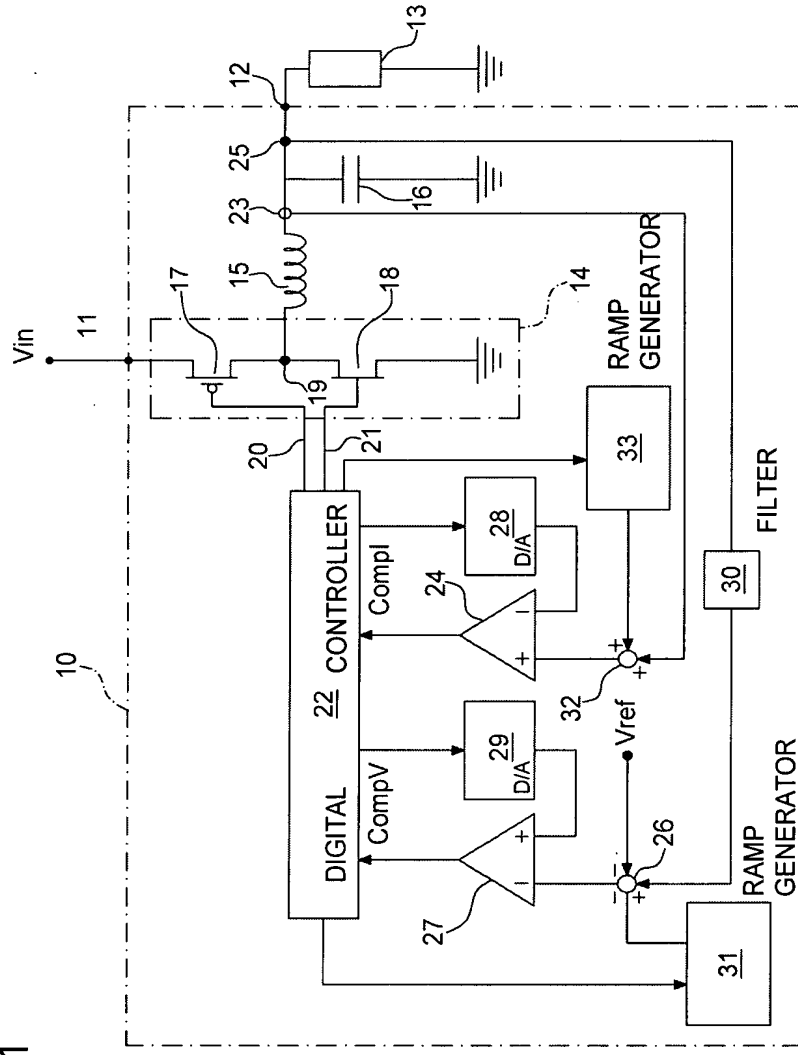 1
10
Vin
11
17
14
15
23
25
12
13
16
18
19
20
21
DIGITAL 22 CONTROLLER
CompV
CompI
24
+
−
28
D/A
27
−
+
29
D/A
RAMP
GENERATOR
33
32
+
+
Vref
26
−
−
+
30
FILTER
RAMP
GENERATOR
31